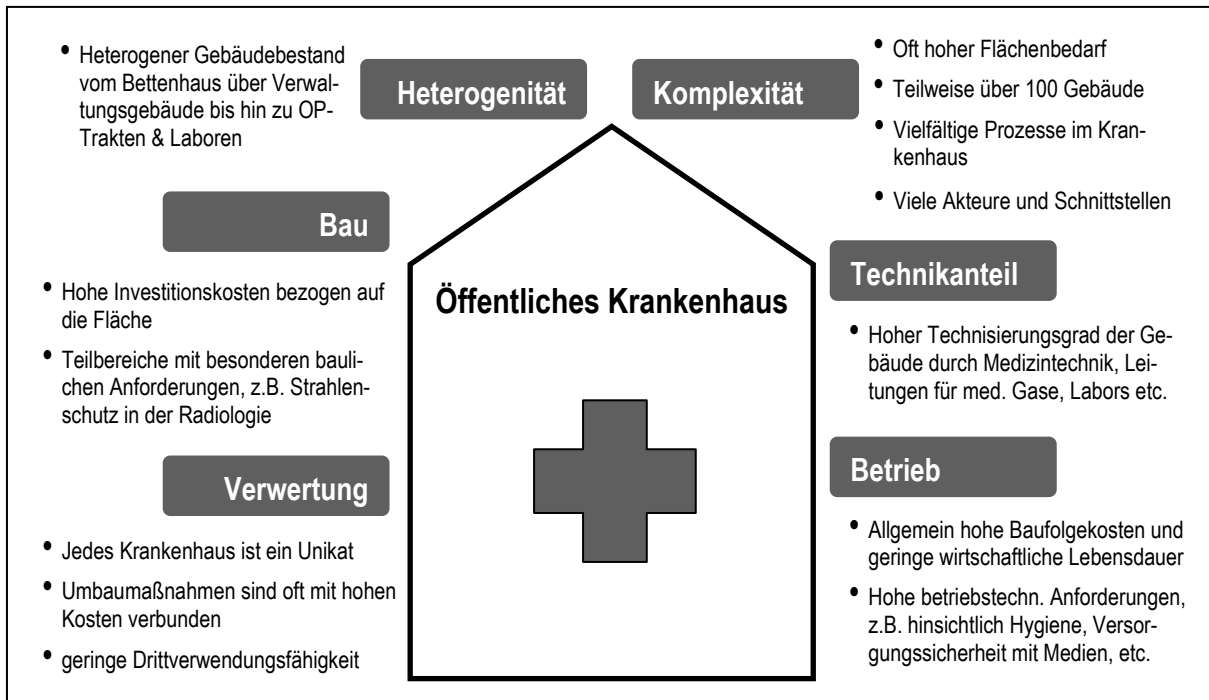 • Heterogener Gebäudebestand
vom Bettenhaus über Verwal-
tungsgebäude bis hin zu OP-
Trakten & Laboren
Heterogenität
Komplexität
• Oft hoher Flächenbedarf
• Teilweise über 100 Gebäude
• Vielfältige Prozesse im Kran-
kenhaus
• Viele Akteure und Schnittstellen
Bau
• Hohe Investitionskosten bezogen auf
die Fläche
• Teilbereiche mit besonderen bauli-
chen Anforderungen, z.B. Strahlen-
schutz in der Radiologie
Öffentliches Krankenhaus
Technikanteil
• Hoher Technisierungsgrad der Ge-
bäude durch Medizintechnik, Lei-
tungen für med. Gase, Labors etc.
Verwertung
• Jedes Krankenhaus ist ein Unikat
• Umbaumaßnahmen sind oft mit hohen
Kosten verbunden
• geringe Drittverwendungsfähigkeit
Betrieb
• Allgemein hohe Baufolgekosten und
geringe wirtschaftliche Lebensdauer
• Hohe betriebstechn. Anforderungen,
z.B. hinsichtlich Hygiene, Versor-
gungssicherheit mit Medien, etc.